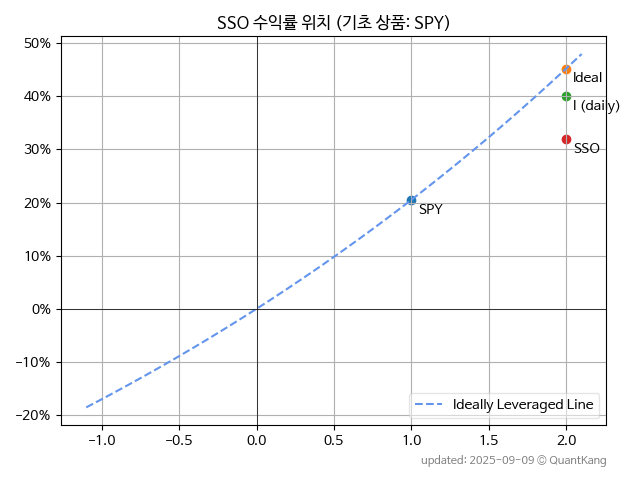 SSO 수익률 위치 (기초 상품: SPY)
50%
40%
30%
20%
10%
0%
−10%
−20%
Ideal
I (daily)
SSO
SPY
Ideally Leveraged Line
−1.0 −0.5 0.0 0.5 1.0 1.5 2.0
updated: 2025-09-09 © QuantKang